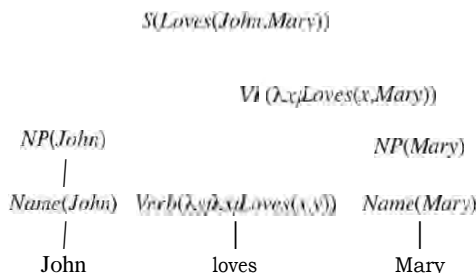 S(Loves(John,Mary))
(λx Loves(x,Mary))
NP(John)
NP(Mary)
Name(John) Verb(λy λx Loves(x,y)) Name(Mary)
John loves Mary